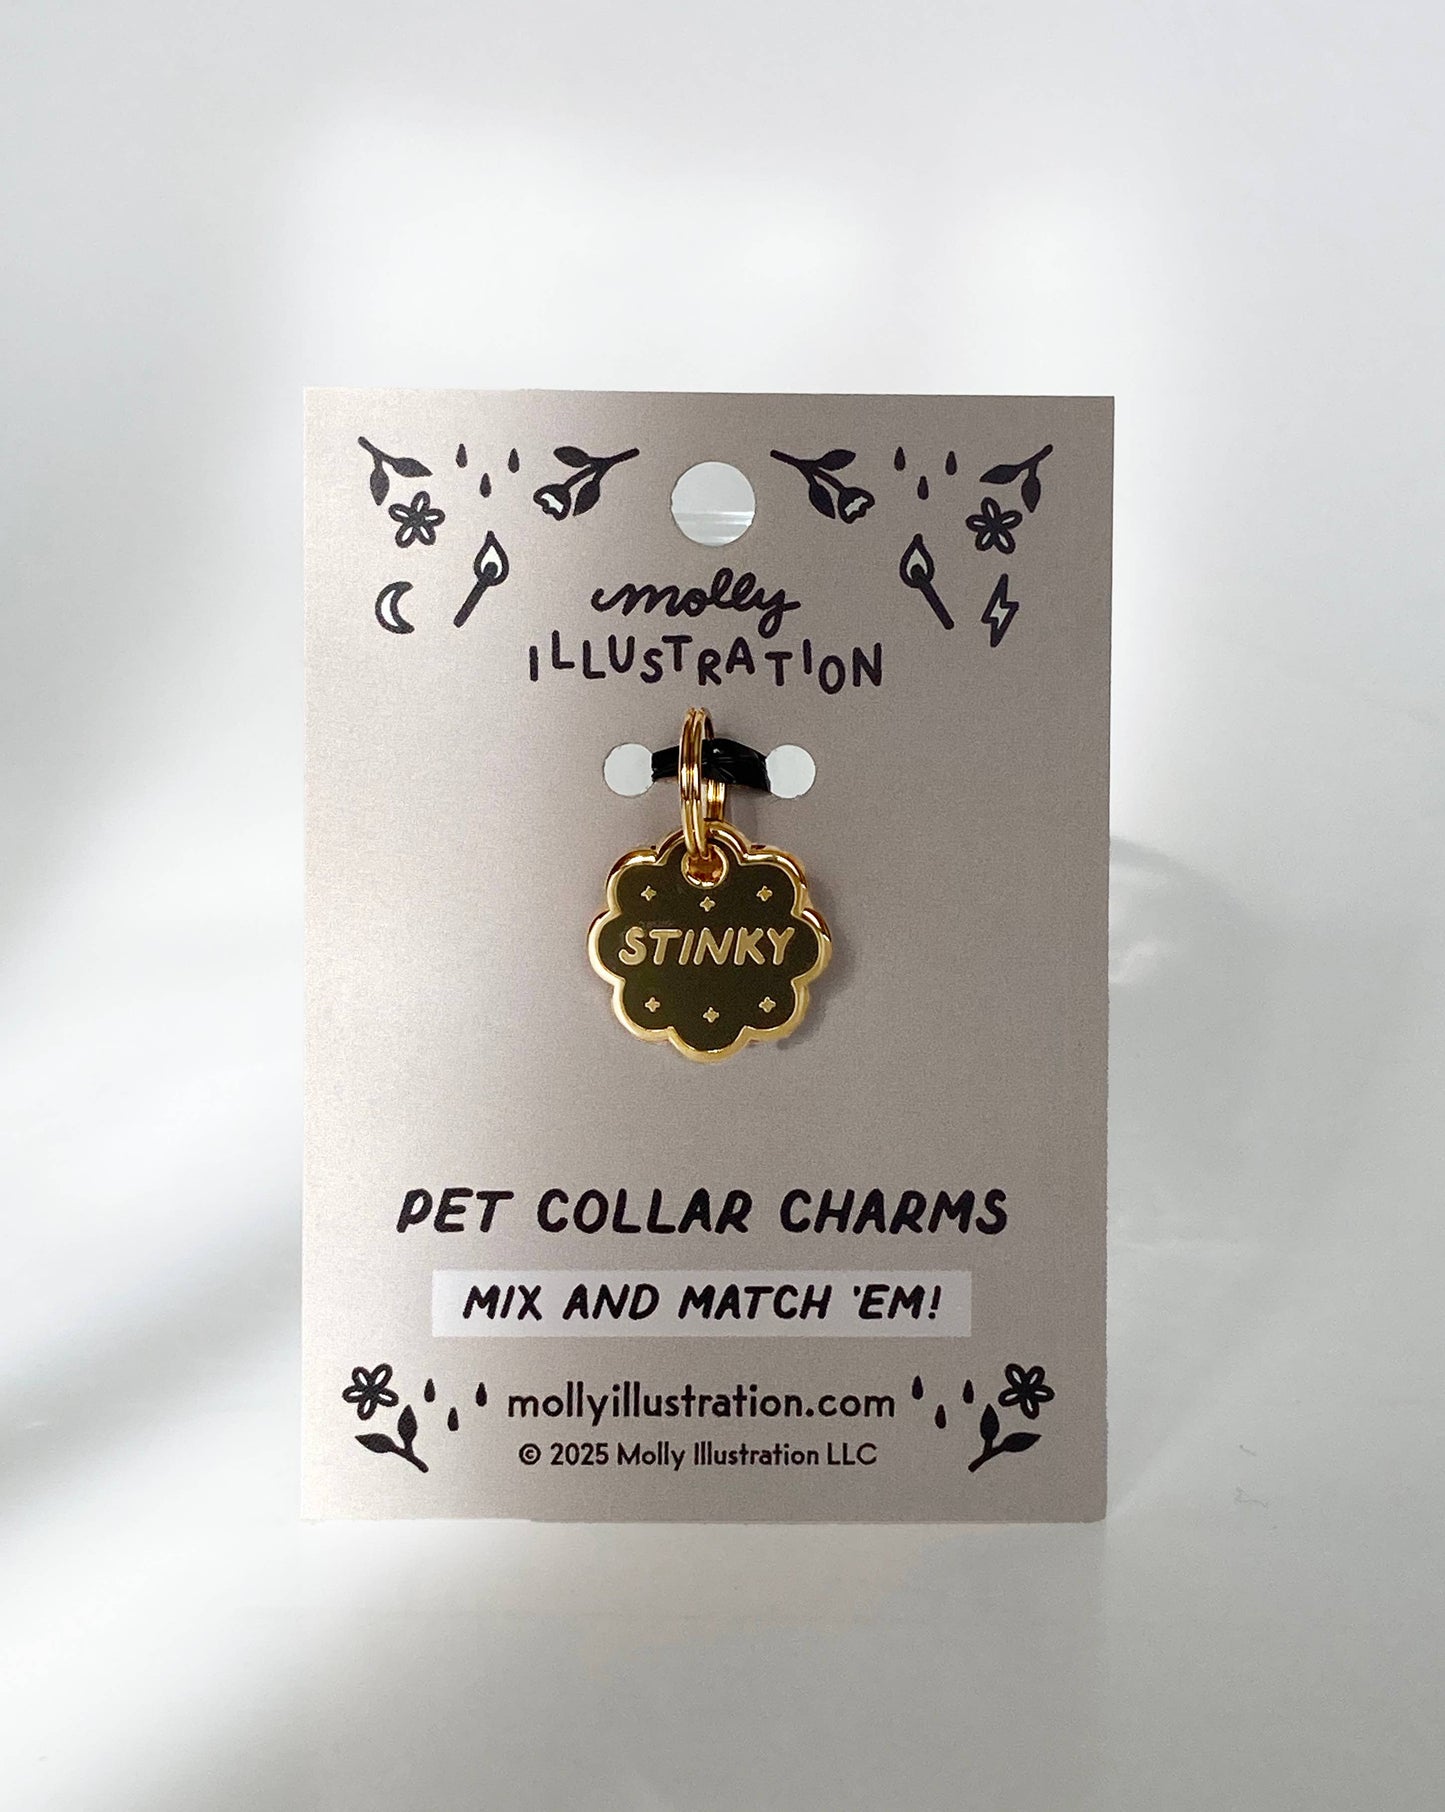 molly
ILLUSTRATION
STINKY
PET COLLAR CHARMS
MIX AND MATCH 'EM!
mollyillustration.com
© 2025 Molly Illustration LLC